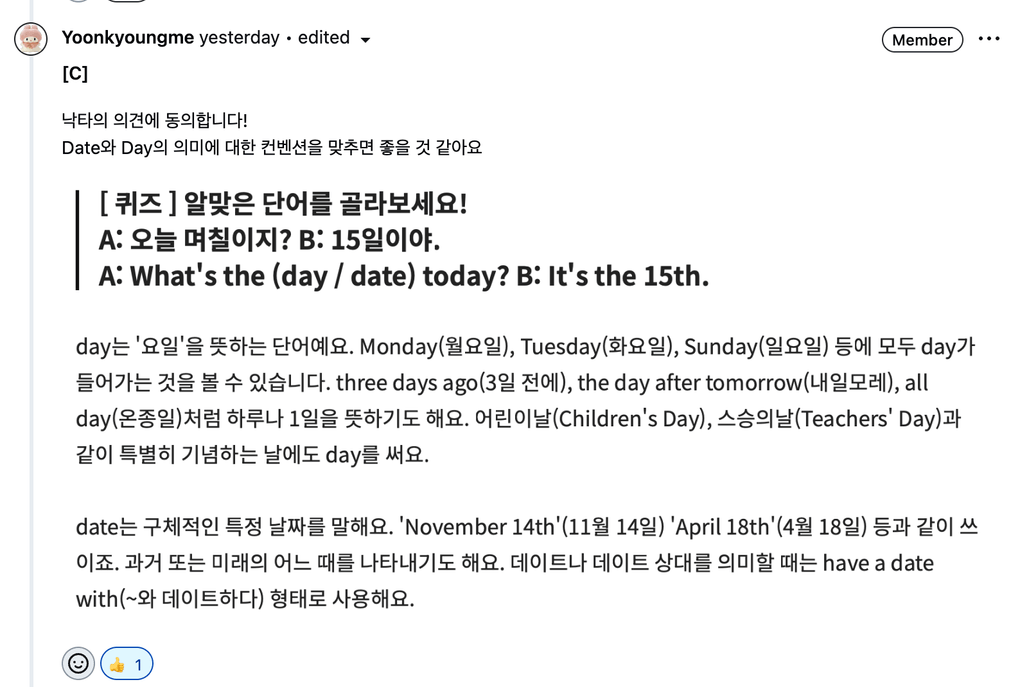 Yoonkyoungme yesterday • edited
Member
[C]
낙타의 의견에 동의합니다!
Date와 Day의 의미에 대한 컨벤션을 맞추면 좋을 것 같아요
[ 퀴즈 ] 알맞은 단어를 골라보세요!
A: 오늘 며칠이지? B: 15일이야.
A: What's the (day / date) today? B: It's the 15th.
day는 '요일'을 뜻하는 단어예요. Monday(월요일), Tuesday(화요일), Sunday(일요일) 등에 모두 day가
들어가는 것을 볼 수 있습니다. three days ago(3일 전에), the day after tomorrow(내일모레), all
day(온종일)처럼 하루나 1일을 뜻하기도 해요. 어린이날(Children's Day), 스승의날(Teachers' Day)과
같이 특별히 기념하는 날에도 day를 써요.
date는 구체적인 특정 날짜를 말해요. 'November 14th'(11월 14일) 'April 18th'(4월 18일) 등과 같이 쓰
이죠. 과거 또는 미래의 어느 때를 나타내기도 해요. 데이트나 데이트 상대를 의미할 때는 have a date
with(~와 데이트하다) 형태로 사용해요.
👍 1